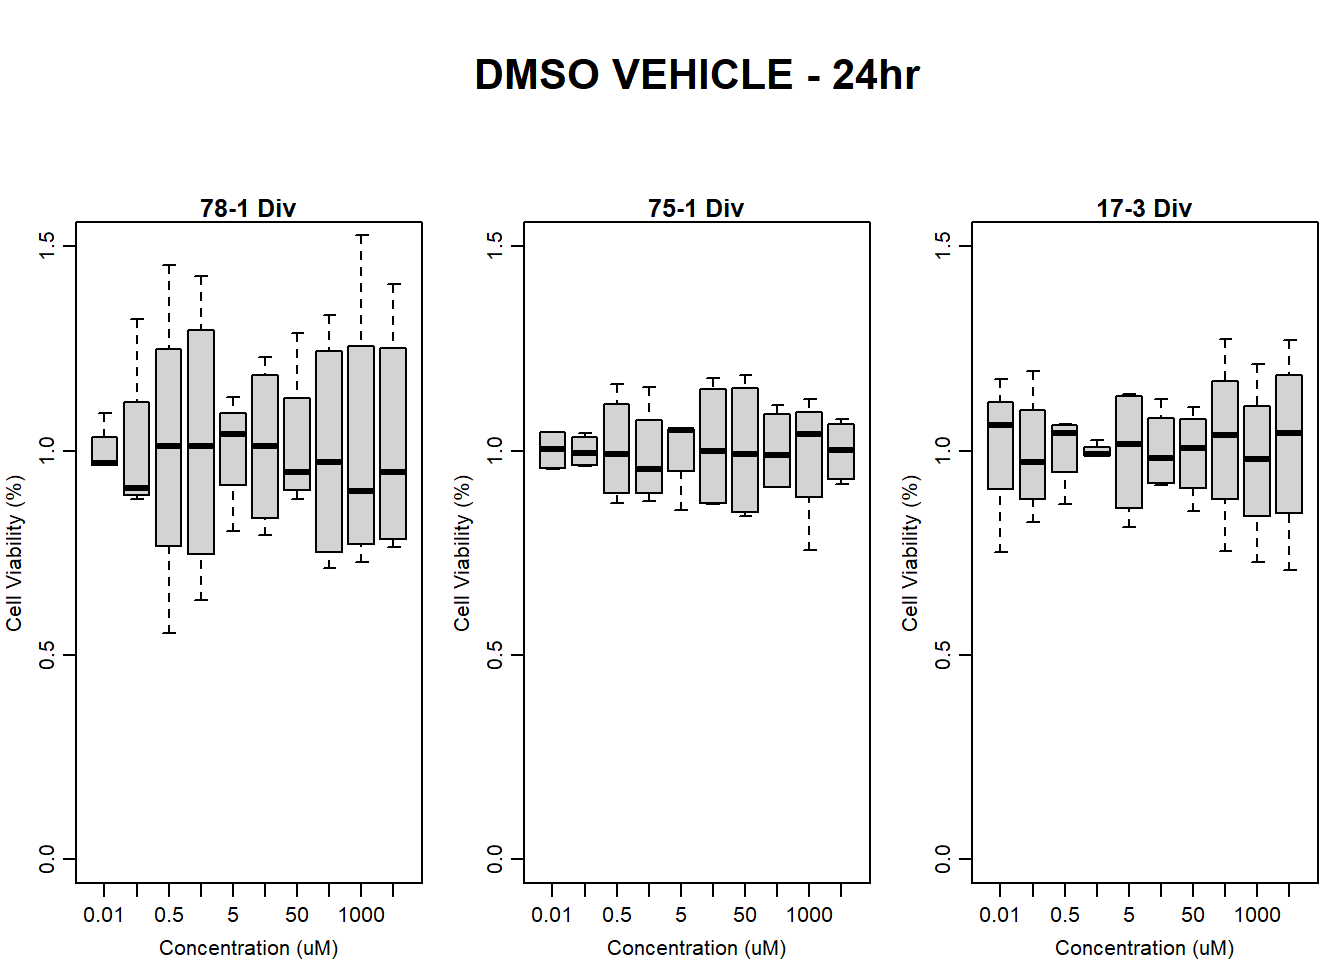 DMSO VEHICLE - 24hr
78-1 Div
75-1 Div
17-3 Div
Cell Viability (%)
1.5
1.0
0.5
0.0
0.01 0.5 5 50 1000
Concentration (uM)
Cell Viability (%)
1.5
1.0
0.5
0.0
0.01 0.5 5 50 1000
Concentration (uM)
Cell Viability (%)
1.5
1.0
0.5
0.0
0.01 0.5 5 50 1000
Concentration (uM)